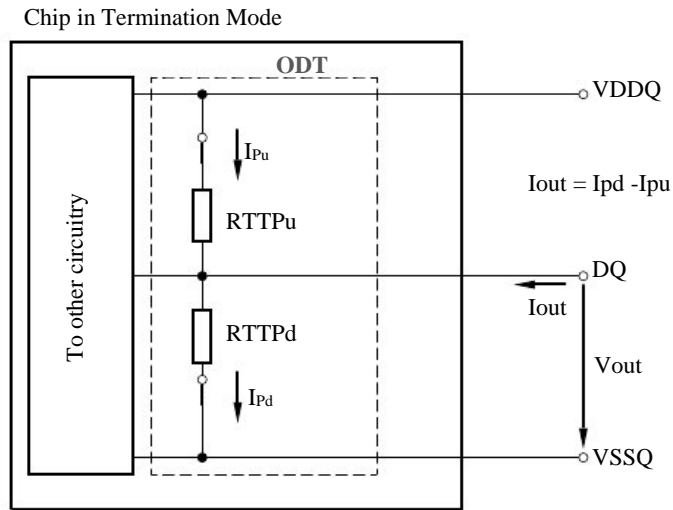 Chip in Termination Mode
ODT
VDDQ
IPu
Iout = Ipd -Ipu
RTTPu
To other circuitry
DQ
Iout
RTTPd
Vout
IPd
VSSQ